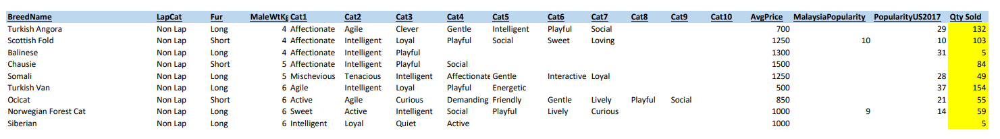 BreedName LapCat Fur MaleWtKg Cat1 Cat2 Cat3 Cat4 Cat5 Cat6 Cat7 Cat8 Cat9 Cat10 AvgPrice MalaysiaPopularity PopularityUS2017 Qty Sold
Turkish Angora Non Lap Long 4 Affectionate Agile Clever Gentle Intelligent Playful Social 700 29 132
Scottish Fold Non Lap Short 4 Affectionate Intelligent Loyal Playful Social Sweet Loving 1250 10 10 103
Balinese Non Lap Long 4 Affectionate Intelligent Playful 1300 31 5
Chausie Non Lap Short 5 Affectionate Intelligent Playful Social 1500 84
Somali Non Lap Long 5 Mischevious Tenacious Intelligent Affectionate Gentle Interactive Loyal 1250 28 49
Turkish Van Non Lap Long 6 Agile Intelligent Loyal Playful Energetic 500 37 154
Ocicat Non Lap Short 6 Active Agile Curious Demanding Friendly Gentle Lively Playful Social 850 21 55
Norwegian Forest Cat Non Lap Long 6 Sweet Active Intelligent Social Playful Lively Curious 1000 9 14 59
Siberian Non Lap Long 6 Intelligent Loyal Quiet Active 1000 5